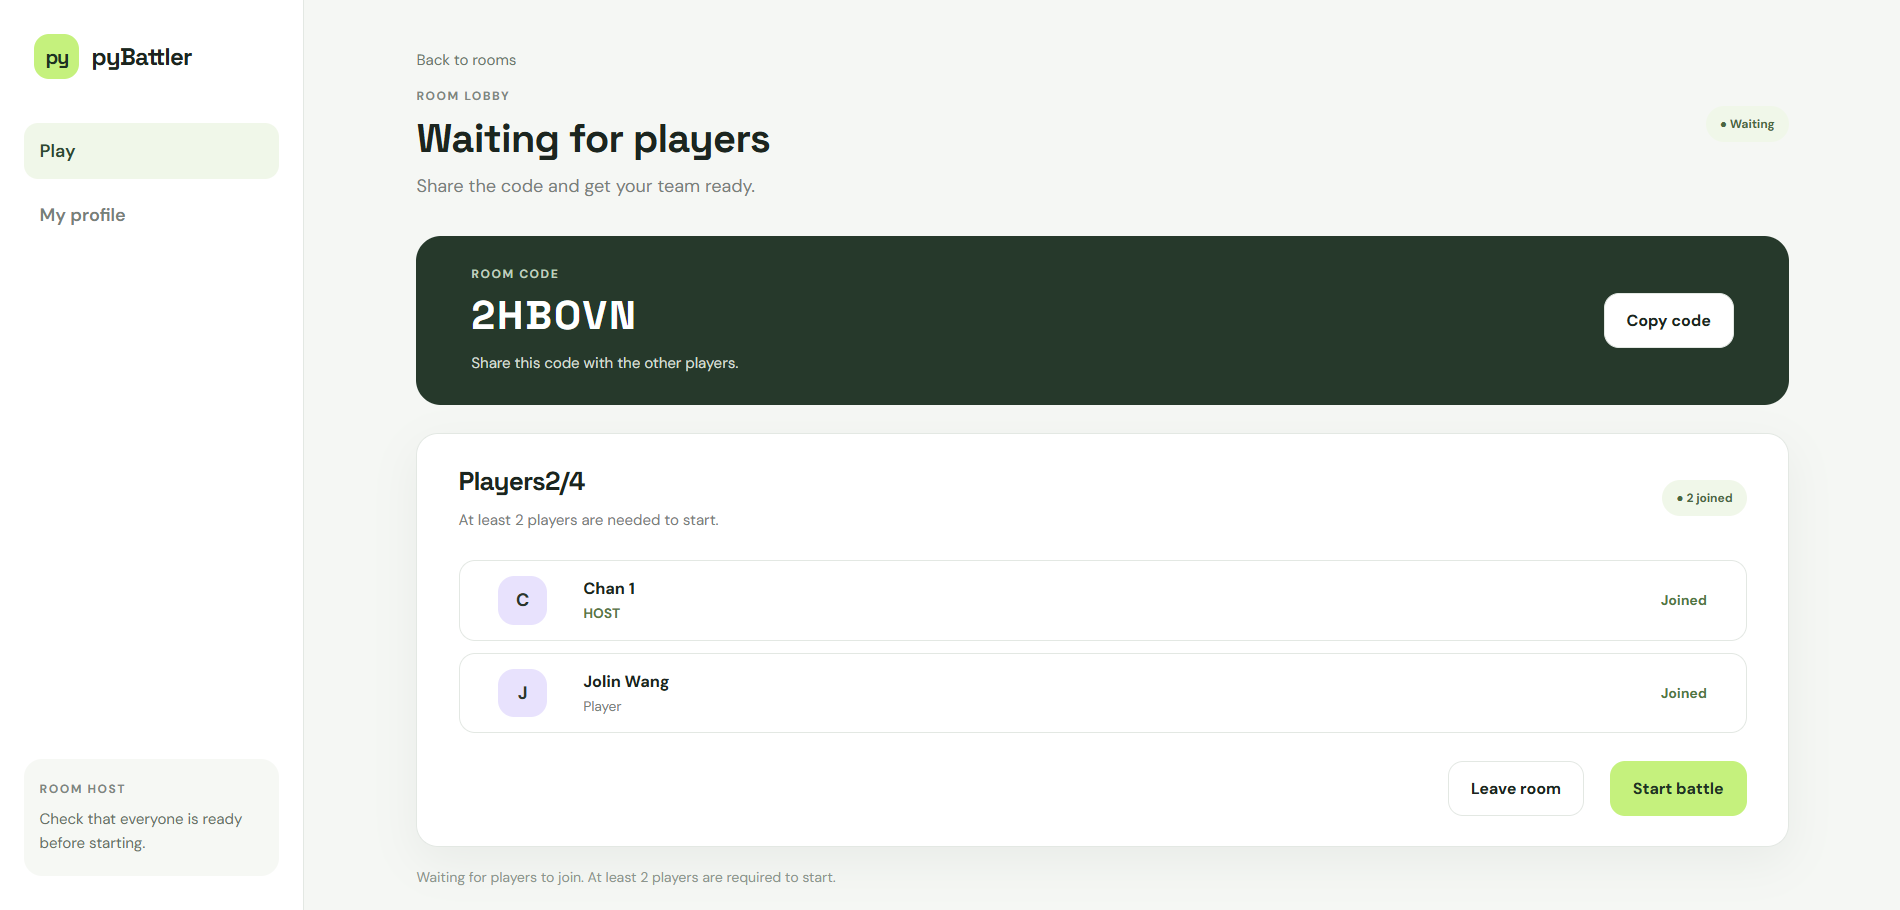 py pyBattler
Play
My profile
ROOM HOST
Check that everyone is ready
before starting.
Back to rooms
ROOM LOBBY
Waiting for players
Share the code and get your team ready.
● Waiting
ROOM CODE
2HBOVN
Share this code with the other players.
Copy code
Players2/4
At least 2 players are needed to start.
● 2 joined
C
Chan 1
HOST
Joined
J
Jolin Wang
Player
Joined
Leave room
Start battle
Waiting for players to join. At least 2 players are required to start.